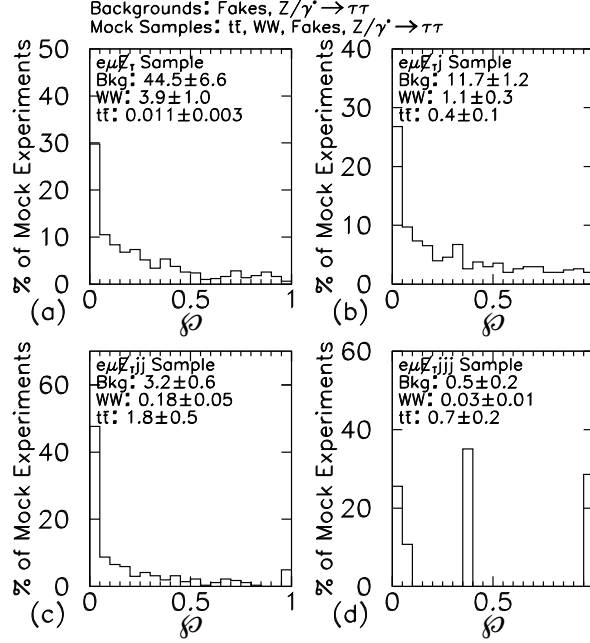 Backgrounds: Fakes, Z/γ*→ττ
Mock Samples: tt̄, WW, Fakes, Z/γ*→ττ
% of Mock Experiments
50
40
30
20
10
0
eμE̸_T Sample
Bkg: 44.5±6.6
WW: 3.9±1.0
tt̄: 0.011±0.003
0 0.5 1
(a) ℘
% of Mock Experiments
40
30
20
10
0
eμE̸_Tj Sample
Bkg: 11.7±1.2
WW: 1.1±0.3
tt̄: 0.4±0.1
0 0.5
(b) ℘
% of Mock Experiments
60
40
20
0
eμE̸_Tjj Sample
Bkg: 3.2±0.6
WW: 0.18±0.05
tt̄: 1.8±0.5
0 0.5 1
(c) ℘
% of Mock Experiments
60
40
20
0
eμE̸_Tjjj Sample
Bkg: 0.5±0.2
WW: 0.03±0.01
tt̄: 0.7±0.2
0 0.5
(d) ℘